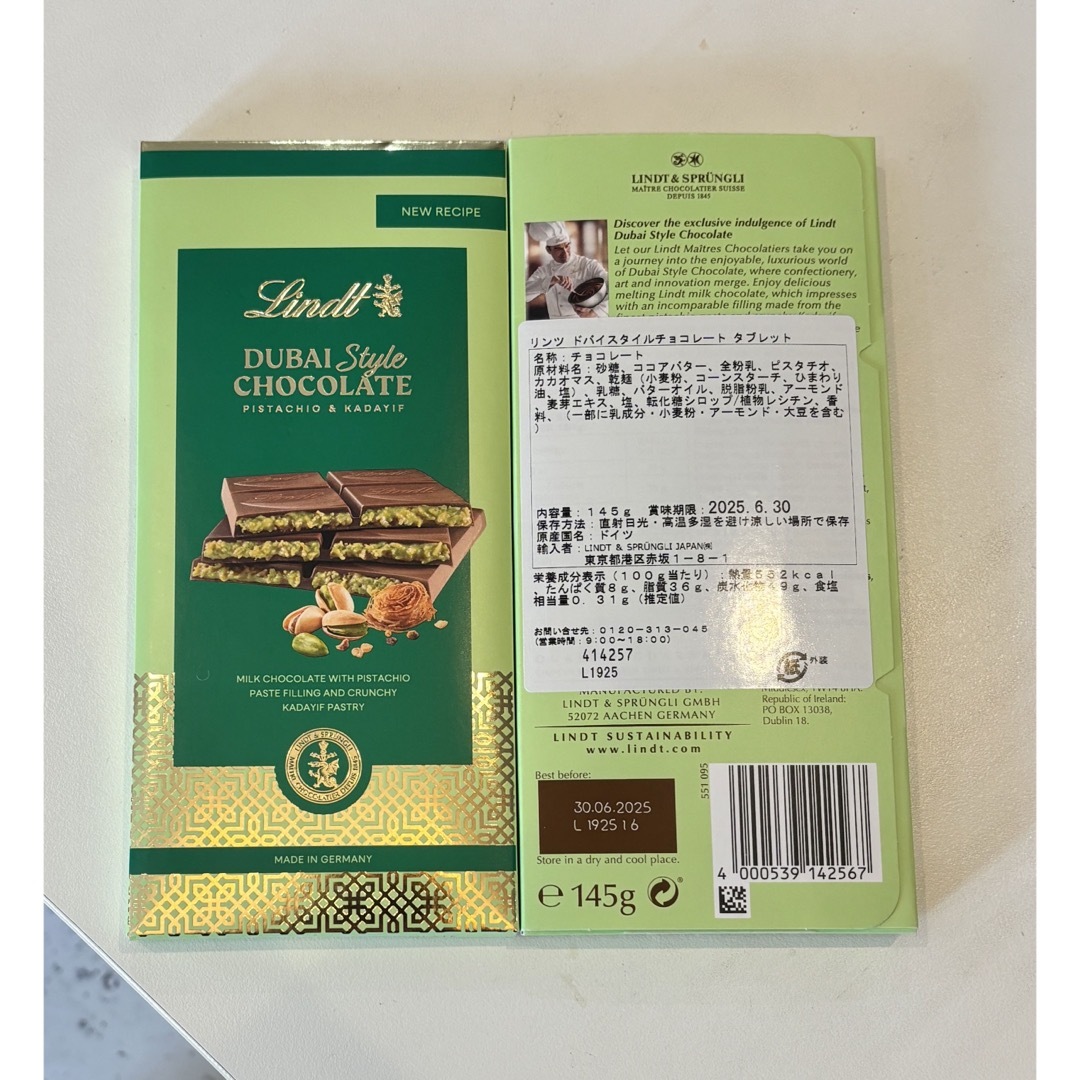 NEW RECIPE
Lindt
DUBAI Style
CHOCOLATE
PISTACHIO & KADAYIF
MILK CHOCOLATE WITH PISTACHIO
PASTE FILLING AND CRUNCHY
KADAYIF PASTRY
LINDT & SPRÜNGLI
MAÎTRE CHOCOLATIER SUISSE
DEPUIS 1845
MADE IN GERMANY
LINDT & SPRÜNGLI
MAÎTRE CHOCOLATIER SUISSE
DEPUIS 1845
Discover the exclusive indulgence of Lindt
Dubai Style Chocolate
Let our Lindt Maîtres Chocolatiers take you on
a journey into the enjoyable, luxurious world
of Dubai Style Chocolate, where confectionery,
art and innovation merge. Enjoy delicious
melting Lindt milk chocolate, which impresses
with an incomparable filling made from the
リンツ ドバイスタイルチョコレート タブレット
名称：チョコレート
原材料名：砂糖、ココアバター、全粉乳、ピスタチオ、
カカオマス、乾麺（小麦粉、コーンスターチ、ひまわり
油、塩）、乳糖、バターオイル、脱脂粉乳、アーモンド
、麦芽エキス、塩、転化糖シロップ/植物レシチン、香
料、（一部に乳成分・小麦粉・アーモンド・大豆を含む
）
内容量：１４５ｇ 賞味期限：2025.6.30
保存方法：直射日光・高温多湿を避け涼しい場所で保存
原産国名：ドイツ
輸入者：LINDT & SPRÜNGLI JAPAN㈱
東京都港区赤坂１－８－１
栄養成分表示（１００ｇ当たり）：熱量５５２ｋｃａｌ
、たんぱく質８ｇ、脂質３６ｇ、炭水化物４９ｇ、食塩
相当量０．３１ｇ（推定値）
お問い合せ先：０１２０－３１３－０４５
（営業時間：９：００～１８：００）
414257
L1925
紙 外装
MANUFACTURED BY:
LINDT & SPRÜNGLI GMBH
52072 AACHEN GERMANY
Republic of Ireland:
PO BOX 13038,
Dublin 18.
LINDT SUSTAINABILITY
www.lindt.com
Best before:
30.06.2025
L 1925 16
Store in a dry and cool place.
e 145g
551 095
4 000539 142567